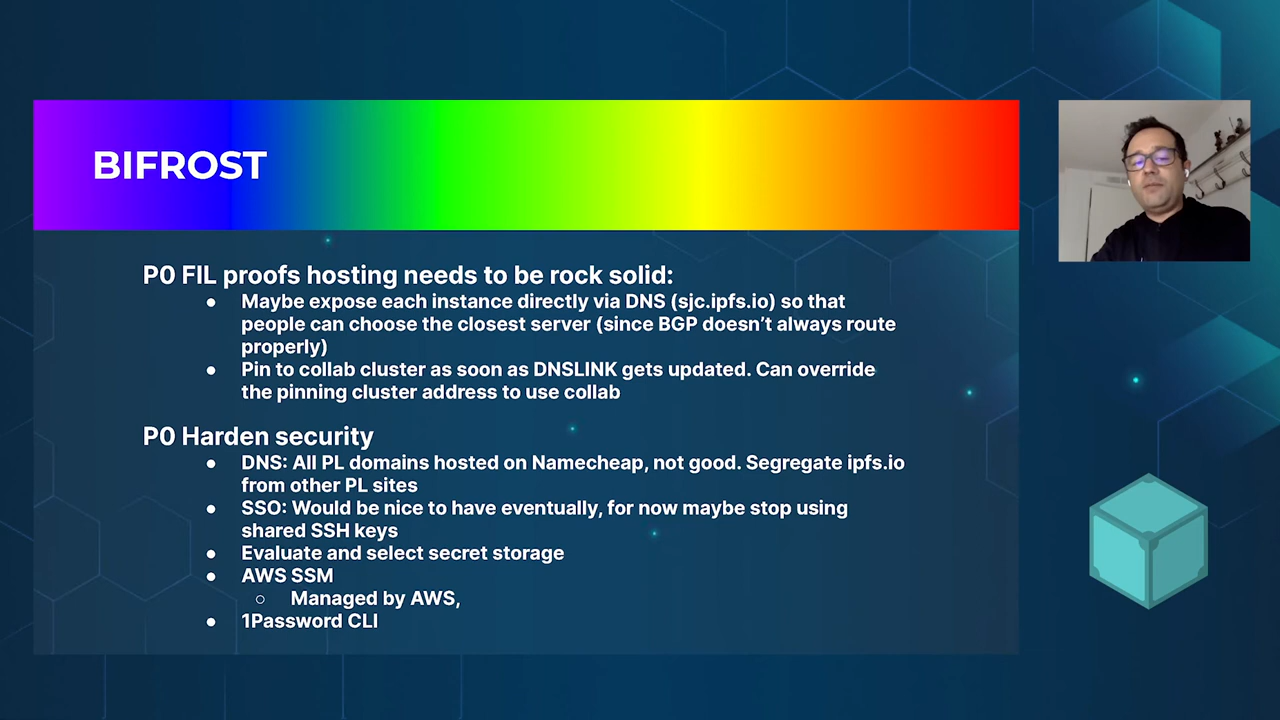 BIFROST
P0 FIL proofs hosting needs to be rock solid:
● Maybe expose each instance directly via DNS (sjc.ipfs.io) so that
people can choose the closest server (since BGP doesn’t always route
properly)
● Pin to collab cluster as soon as DNSLINK gets updated. Can override
the pinning cluster address to use collab
P0 Harden security
● DNS: All PL domains hosted on Namecheap, not good. Segregate ipfs.io
from other PL sites
● SSO: Would be nice to have eventually, for now maybe stop using
shared SSH keys
● Evaluate and select secret storage
● AWS SSM
○ Managed by AWS,
● 1Password CLI